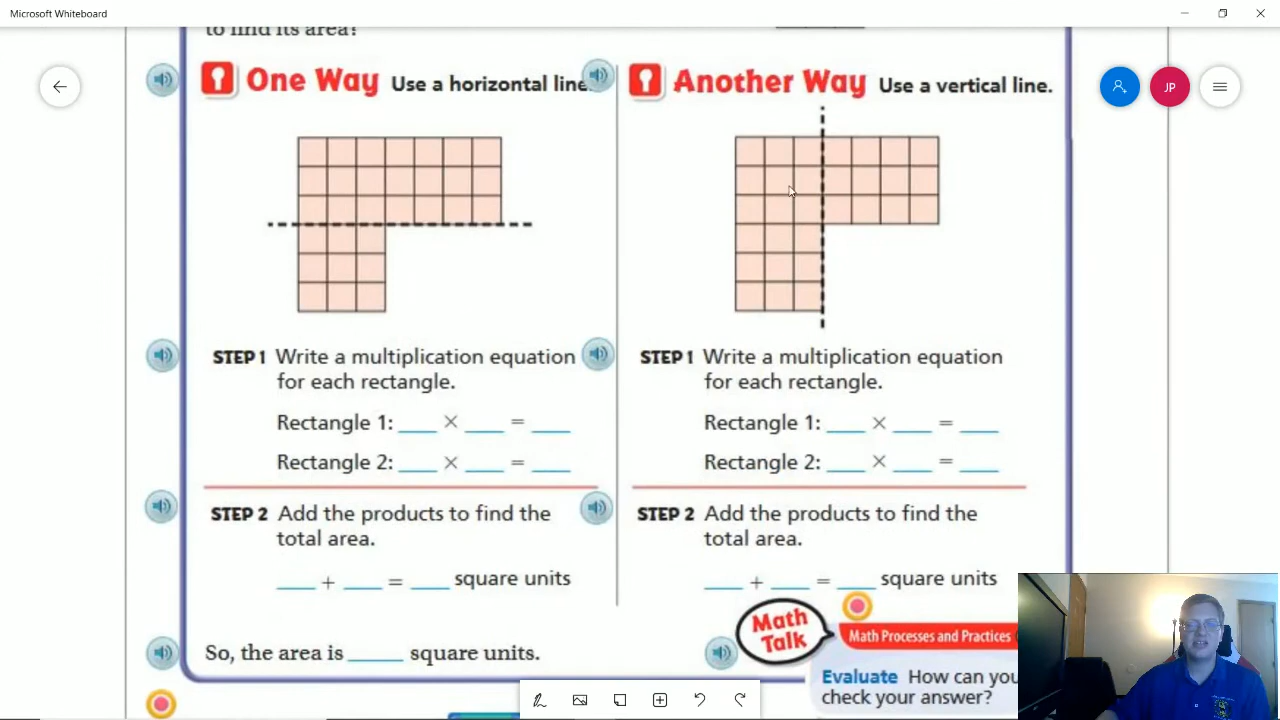 Microsoft Whiteboard
to find its area?
One Way Use a horizontal line.
STEP 1 Write a multiplication equation
for each rectangle.
Rectangle 1: ___ × ___ = ___
Rectangle 2: ___ × ___ = ___
STEP 2 Add the products to find the
total area.
___ + ___ = ___ square units
So, the area is ____ square units.
Another Way Use a vertical line.
STEP 1 Write a multiplication equation
for each rectangle.
Rectangle 1: ___ × ___ = ___
Rectangle 2: ___ × ___ = ___
STEP 2 Add the products to find the
total area.
___ + ___ = ___ square units
Math
Talk
Math Processes and Practices
Evaluate How can you
check your answer?
JP